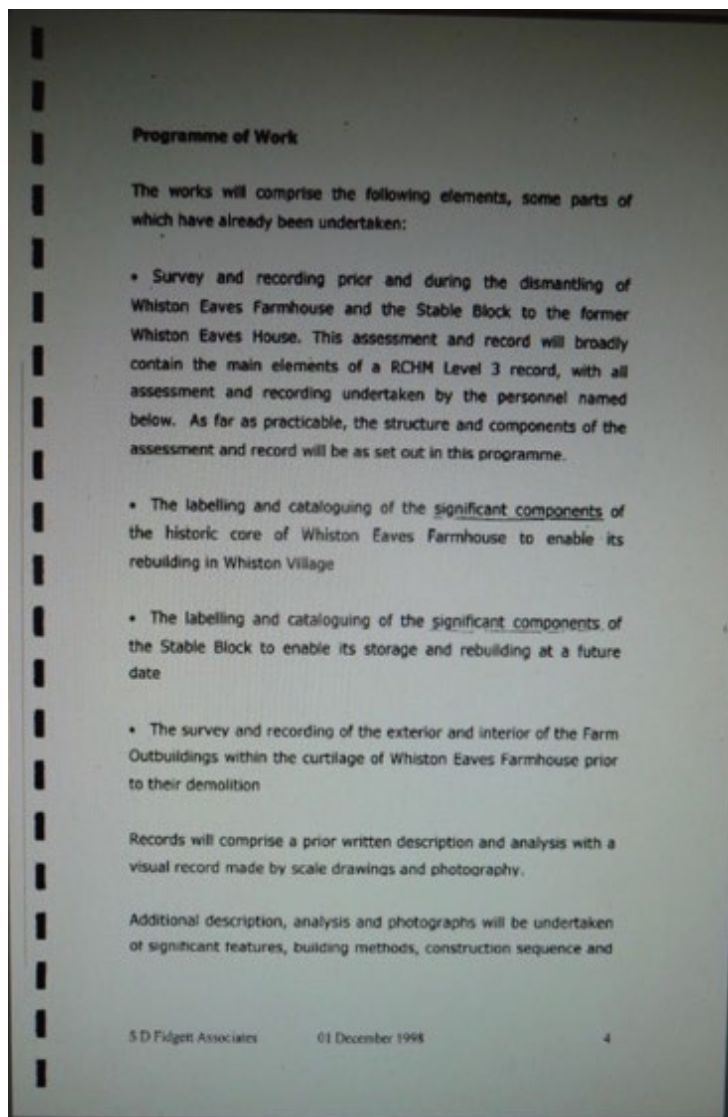 Programme of Work
The works will comprise the following elements, some parts of
which have already been undertaken:
• Survey and recording prior and during the dismantling of
Whiston Eaves Farmhouse and the Stable Block to the former
Whiston Eaves House. This assessment and record will broadly
contain the main elements of a RCHM Level 3 record, with all
assessment and recording undertaken by the personnel named
below. As far as practicable, the structure and components of the
assessment and record will be as set out in this programme.
• The labelling and cataloguing of the significant components of
the historic core of Whiston Eaves Farmhouse to enable its
rebuilding in Whiston Village
• The labelling and cataloguing of the significant components of
the Stable Block to enable its storage and rebuilding at a future
date
• The survey and recording of the exterior and interior of the Farm
Outbuildings within the curtilage of Whiston Eaves Farmhouse prior
to their demolition
Records will comprise a prior written description and analysis with a
visual record made by scale drawings and photography.
Additional description, analysis and photographs will be undertaken
of significant features, building methods, construction sequence and
S D Fidgett Associates 01 December 1998 4